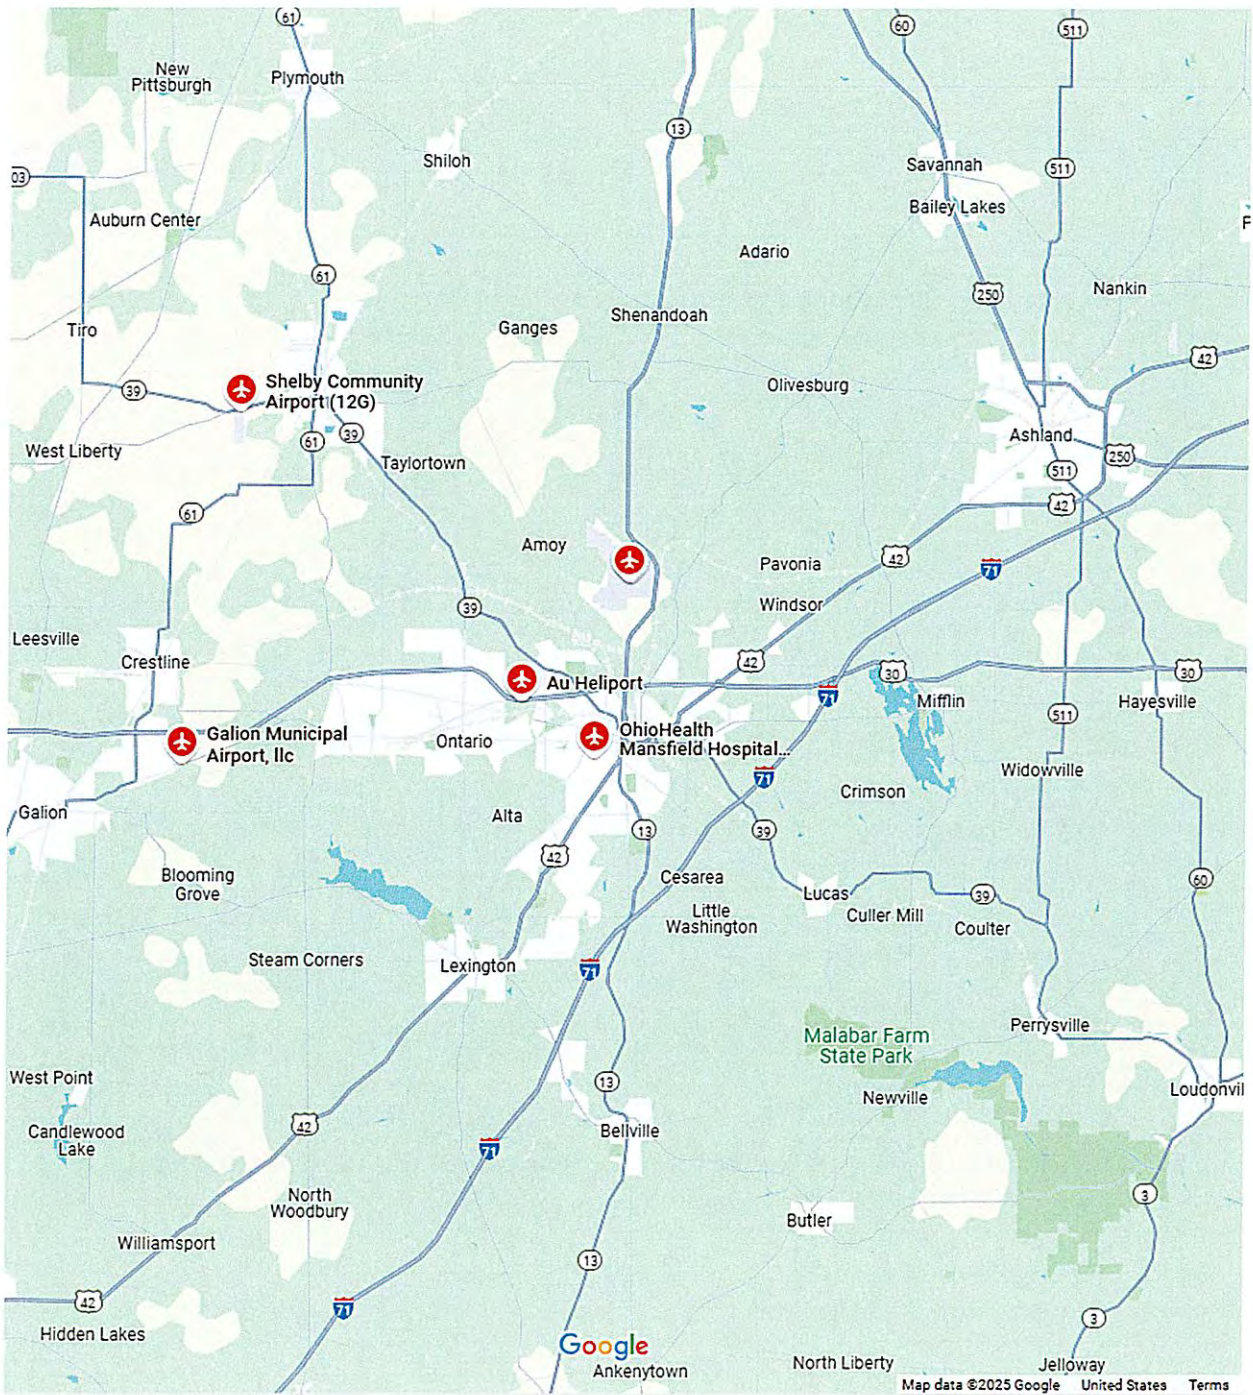 61
60
511
New
Pittsburgh
Plymouth
13
Shiloh
Savannah
511
03
Bailey Lakes
Auburn Center
F
Adario
61
Nankin
250
Shenandoah
Tiro
Ganges
42
Shelby Community
Airport (12G)
39
Olivesburg
61
39
Ashland
West Liberty
250
Taylortown
511
61
42
Amoy
42
Pavonia
71
39
Windsor
Leesville
Crestline
42
30
30
Au Heliport
71
Mifflin
Hayesville
511
Galion Municipal
Airport, llc
Ontario
OhioHealth
Mansfield Hospital...
71
Widowville
Crimson
Galion
Alta
13
39
42
Blooming
Grove
Cesarea
60
Lucas
39
Little
Washington
Culler Mill
Coulter
Steam Corners
Lexington
71
Perrysville
Malabar Farm
State Park
West Point
13
Newville
Loudonvil
42
Candlewood
Lake
Bellville
71
North
Woodbury
3
Butler
Williamsport
13
42
71
3
Hidden Lakes
Google
Ankenytown
North Liberty
Jelloway
Map data ©2025 Google United States Terms